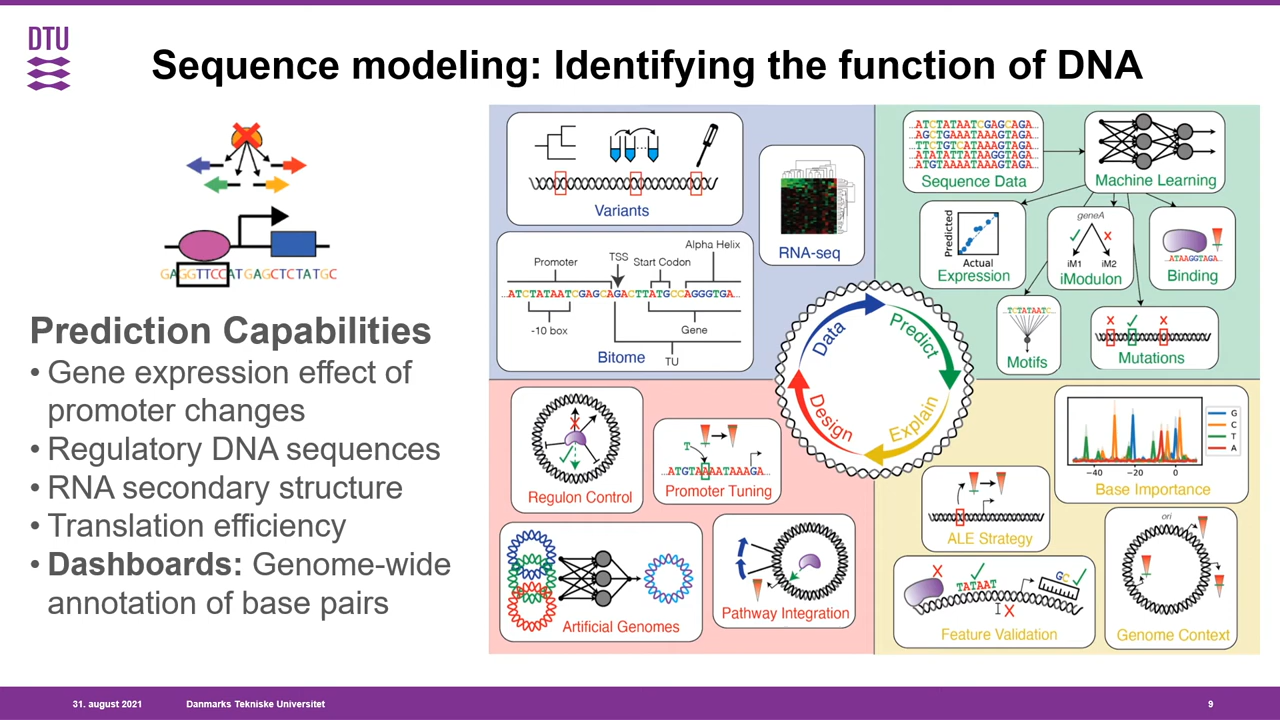 DTU
Sequence modeling: Identifying the function of DNA
GAGGTTCCATGAGCTCTATGC
Prediction Capabilities
• Gene expression effect of
promoter changes
• Regulatory DNA sequences
• RNA secondary structure
• Translation efficiency
• Dashboards: Genome-wide
annotation of base pairs
Variants
RNA-seq
Promoter
TSS
Start Codon
Alpha Helix
...ATCTATAATCGAGCAGACTTATGCCAGGGTGA...
-10 box
Gene
Bitome
TU
...ATCTATAATCGAGCAGA...
...AGCTGAAATAAAGTAGA...
...TTCTGTCATAAAGTAGA...
...ATATATTATAAGGTAGA...
...ATGTAAAATAAAGTAGA...
Sequence Data
Machine Learning
Predicted
Actual
Expression
geneA
✓
x
iM1
iM2
iModulon
...ATAAGGTAGA...
Binding
...TCTATAATC...
Motifs
x
✓
x
Mutations
Data
Predict
Explain
Design
x
✓
Regulon Control
T
...ATGTAAAATAAAGA...
Promoter Tuning
Artificial Genomes
Pathway Integration
G
C
T
A
−40
−20
0
Base Importance
ALE Strategy
x
✓
TATAAT
GC
✓
x
Feature Validation
ori
Genome Context
31. august 2021
Danmarks Tekniske Universitet
9